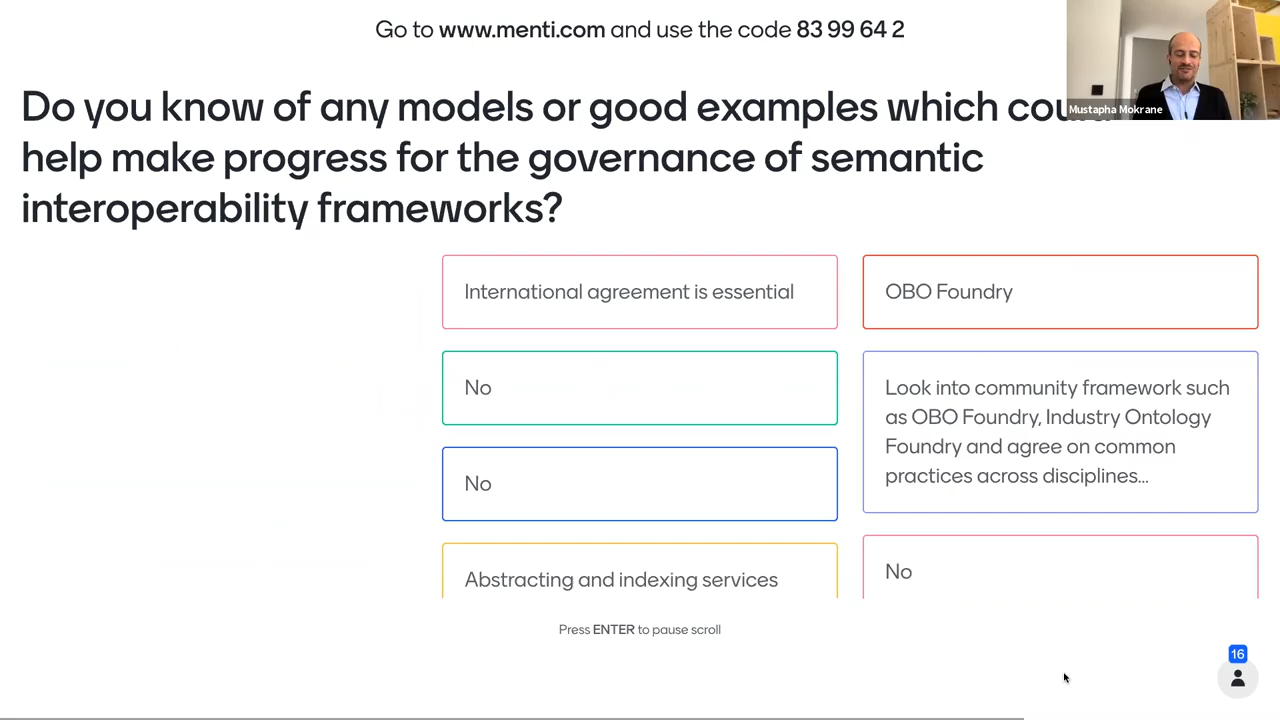 Go to www.menti.com and use the code 83 99 64 2
Mustapha Mokrane
Do you know of any models or good examples which could
help make progress for the governance of semantic
interoperability frameworks?
International agreement is essential
No
No
Abstracting and indexing services
OBO Foundry
Look into community framework such
as OBO Foundry, Industry Ontology
Foundry and agree on common
practices across disciplines...
No
Press ENTER to pause scroll
16